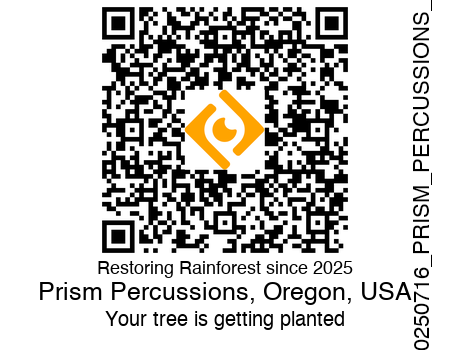 Restoring Rainforest since 2025
Prism Percussions, Oregon, USA
Your tree is getting planted
0250716_PRISM_PERCUSSIONS_